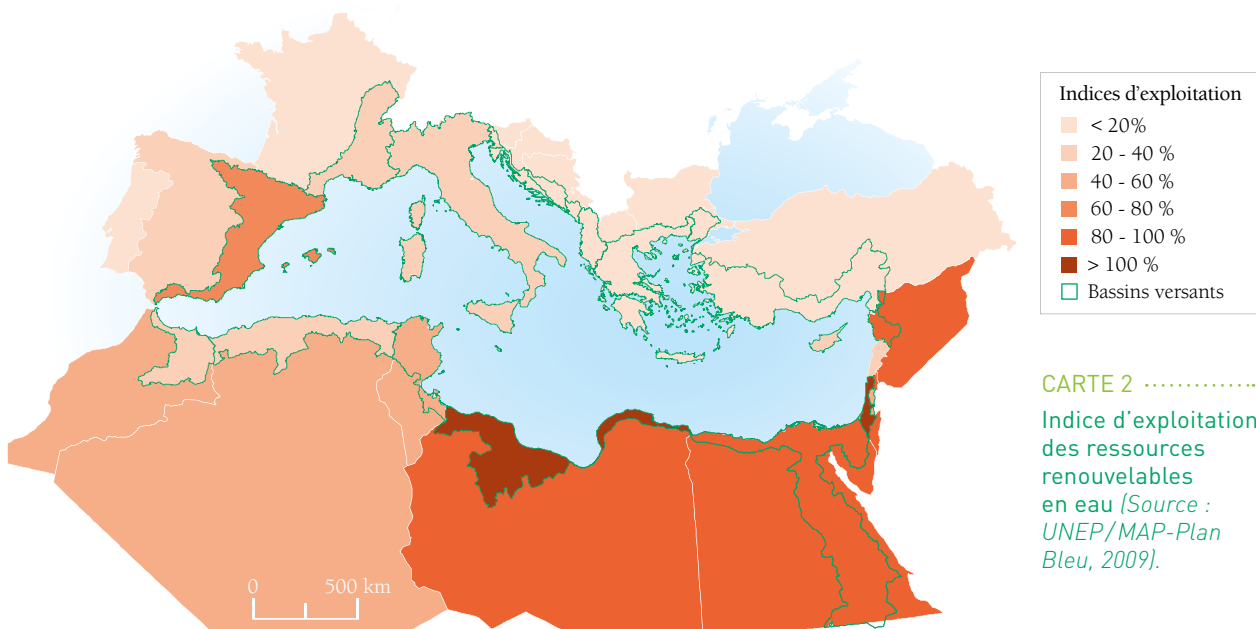 Indices d'exploitation
< 20%
20 - 40 %
40 - 60 %
60 - 80 %
80 - 100 %
> 100 %
Bassins versants
CARTE 2
Indice d'exploitation
des ressources
renouvelables
en eau (Source :
UNEP/MAP-Plan
Bleu, 2009).
0 500 km